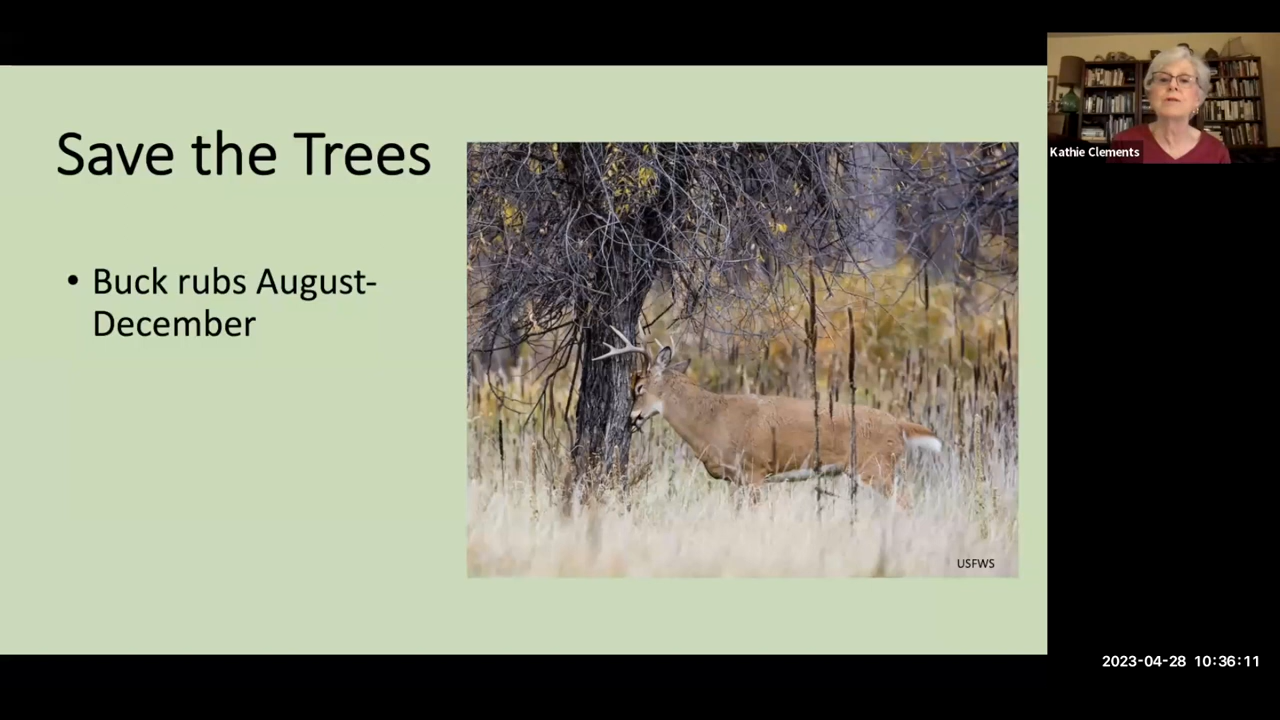 Save the Trees
• Buck rubs August-
December
USFWS
Kathie Clements
2023-04-28 10:36:11